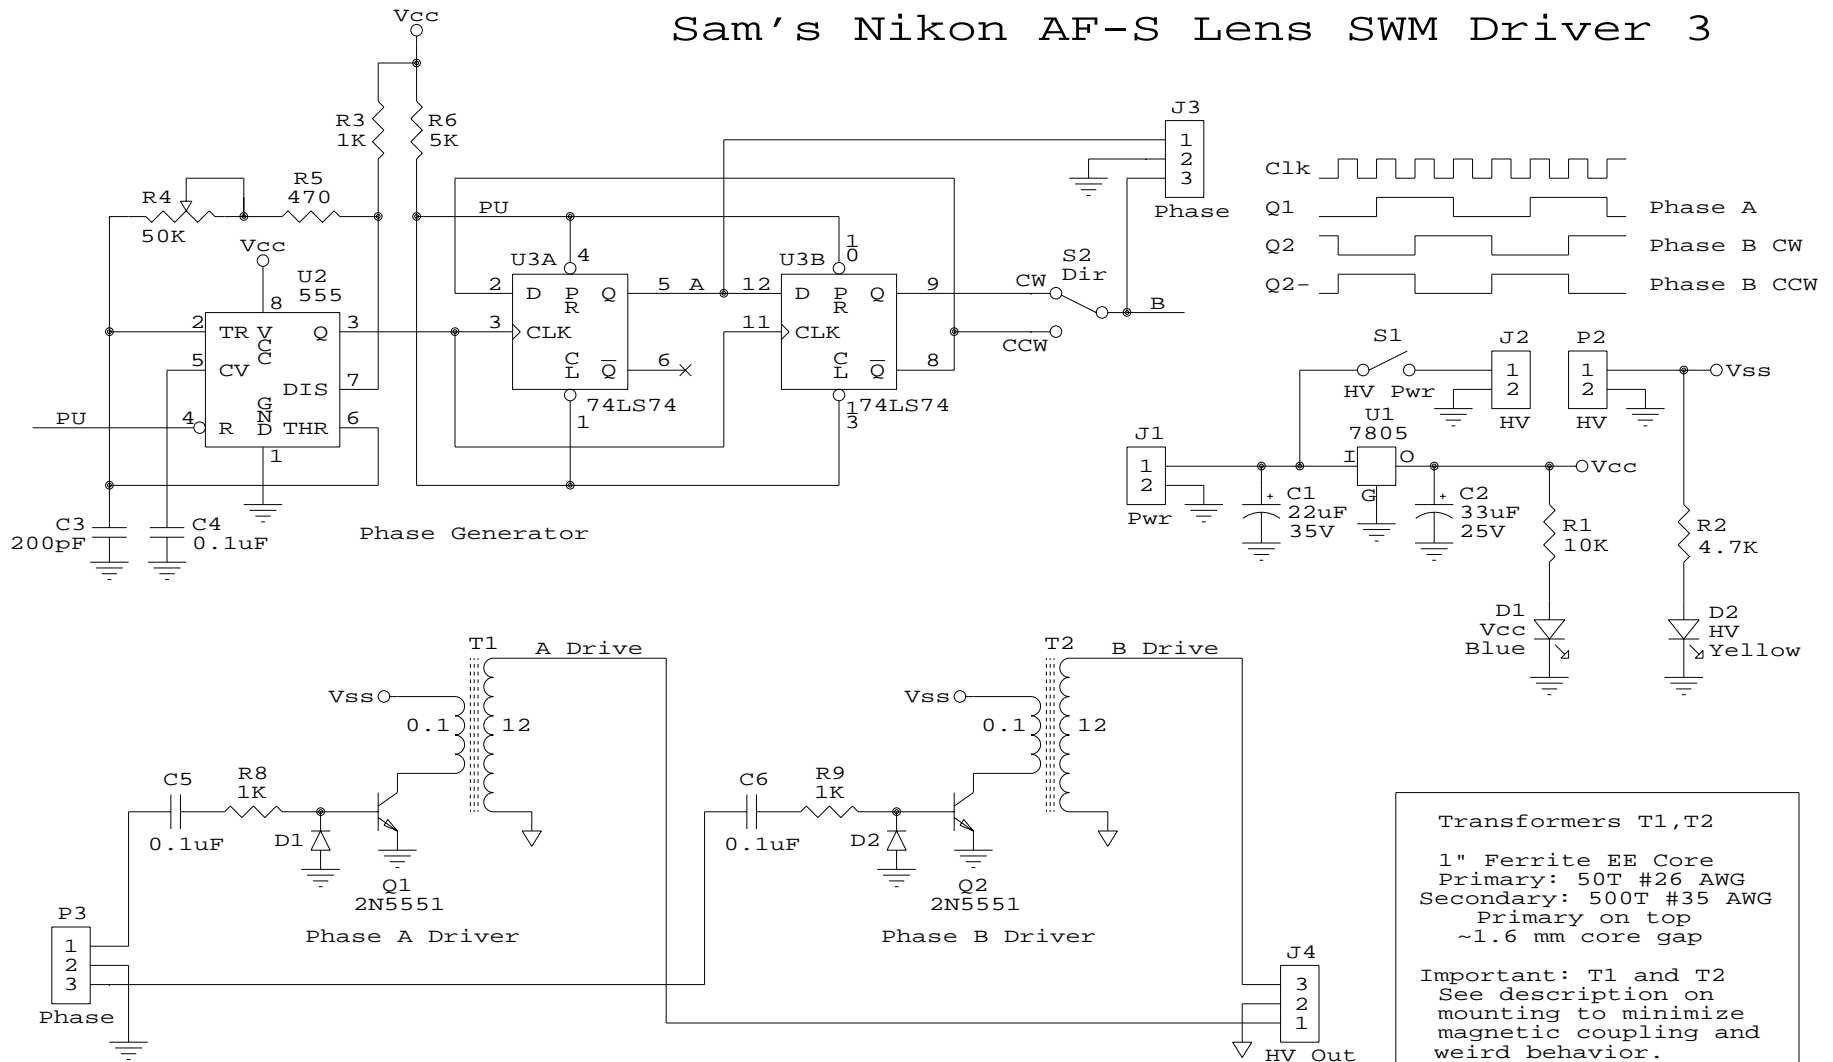 Sam's Nikon AF-S Lens SWM Driver 3
Vcc
R3
1K
R6
5K
R4
50K
R5
470
PU
Vcc
U2
555
8
2
TR
VCC
Q
3
5
CV
DIS
7
GND
4
R
THR
6
PU
1
C3
200pF
C4
0.1uF
Phase Generator
U3A
4
2
D
PR
Q
5
A
3
CLK
CL
Q
6
74LS74
1
U3B
10
12
D
PR
Q
9
11
CLK
CL
Q
8
74LS74
13
CW
CCW
S2
Dir
B
J3
1
2
3
Phase
Clk
Q1
Phase A
Q2
Phase B CW
Q2-
Phase B CCW
S1
HV Pwr
J2
1
2
HV
P2
1
2
HV
Vss
J1
1
2
Pwr
U1
7805
I
O
G
Vcc
+
C1
22uF
35V
+
C2
33uF
25V
R1
10K
R2
4.7K
D1
Vcc
Blue
D2
HV
Yellow
T1
A Drive
Vss
0.1
12
C5
0.1uF
R8
1K
D1
Q1
2N5551
Phase A Driver
T2
B Drive
Vss
0.1
12
C6
0.1uF
R9
1K
D2
Q2
2N5551
Phase B Driver
P3
1
2
3
Phase
J4
3
2
1
HV Out
Transformers T1,T2
1" Ferrite EE Core
Primary: 50T #26 AWG
Secondary: 500T #35 AWG
Primary on top
~1.6 mm core gap
Important: T1 and T2
See description on
mounting to minimize
magnetic coupling and
weird behavior.